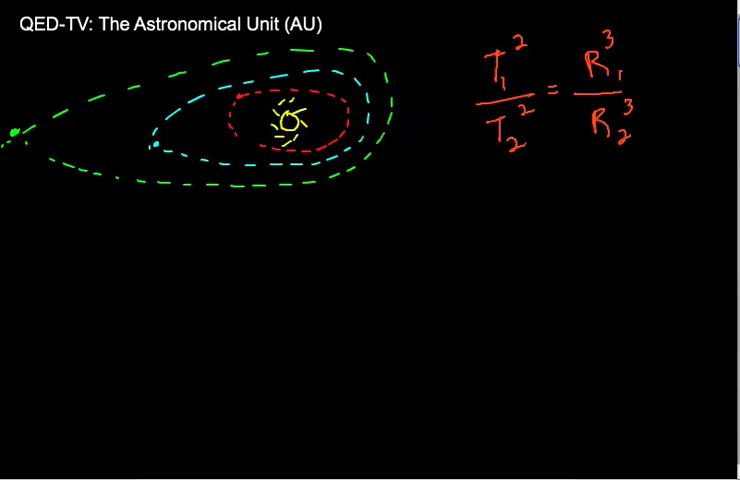 QED-TV: The Astronomical Unit (AU)
T₁² / T₂² = R₁³ / R₂³